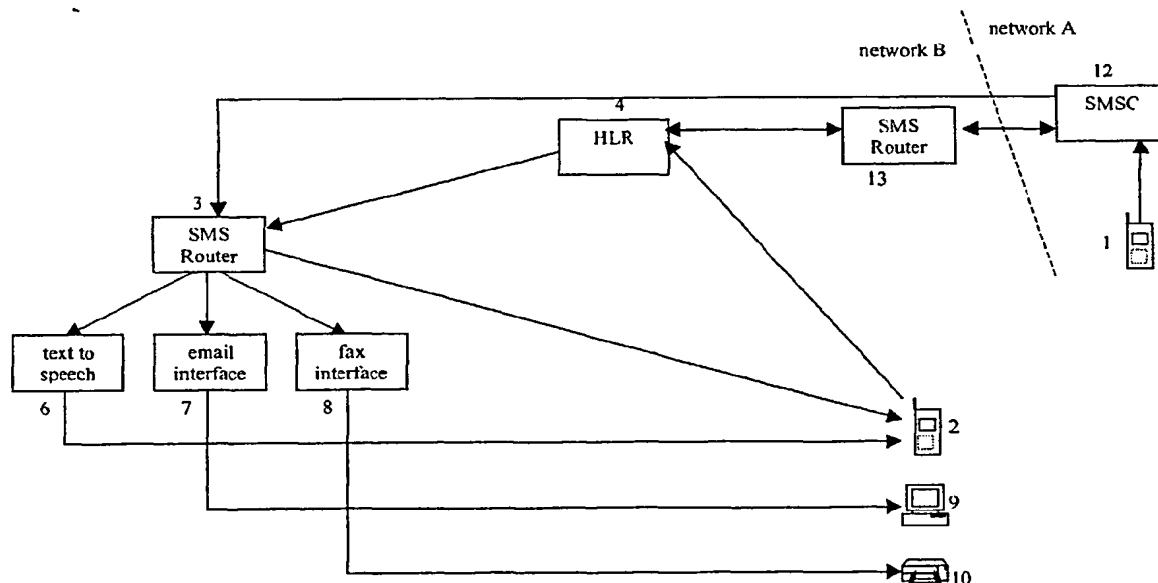 network A
network B
12
SMSC
4
HLR
SMS
Router
13
1
3
SMS
Router
text to
speech
email
interface
fax
interface
6
7
8
2
9
10